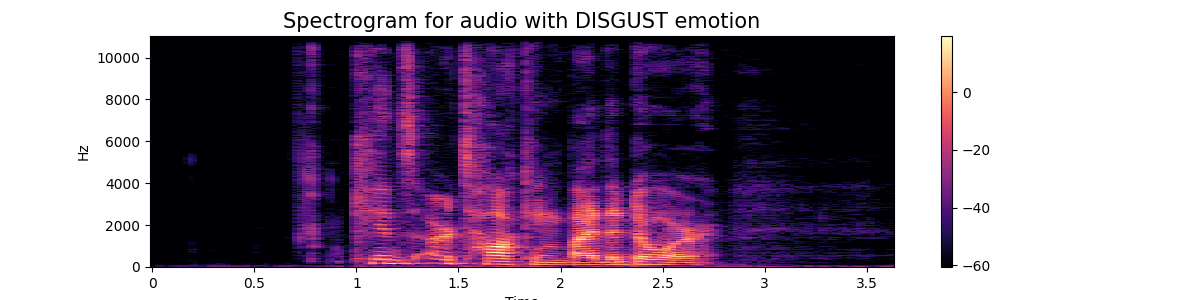 Spectrogram for audio with DISGUST emotion
10000
8000
6000
4000
2000
0
Hz
0 0.5 1 1.5 2 2.5 3 3.5
Time
0
−20
−40
−60